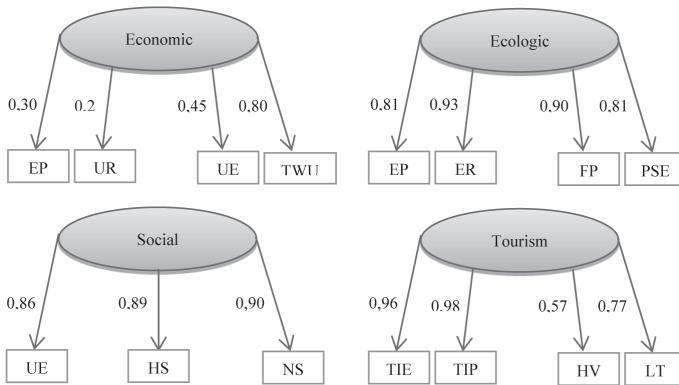 Economic
Ecologic
0,30
0.2
0,45
0,80
0,81
0,93
0,90
0,81
EP
UR
UE
TWU
EP
ER
FP
PSE
Social
Tourism
0,86
0,89
0,90
0,96
0.98
0,57
0,77
UE
HS
NS
TIE
TIP
HV
LT